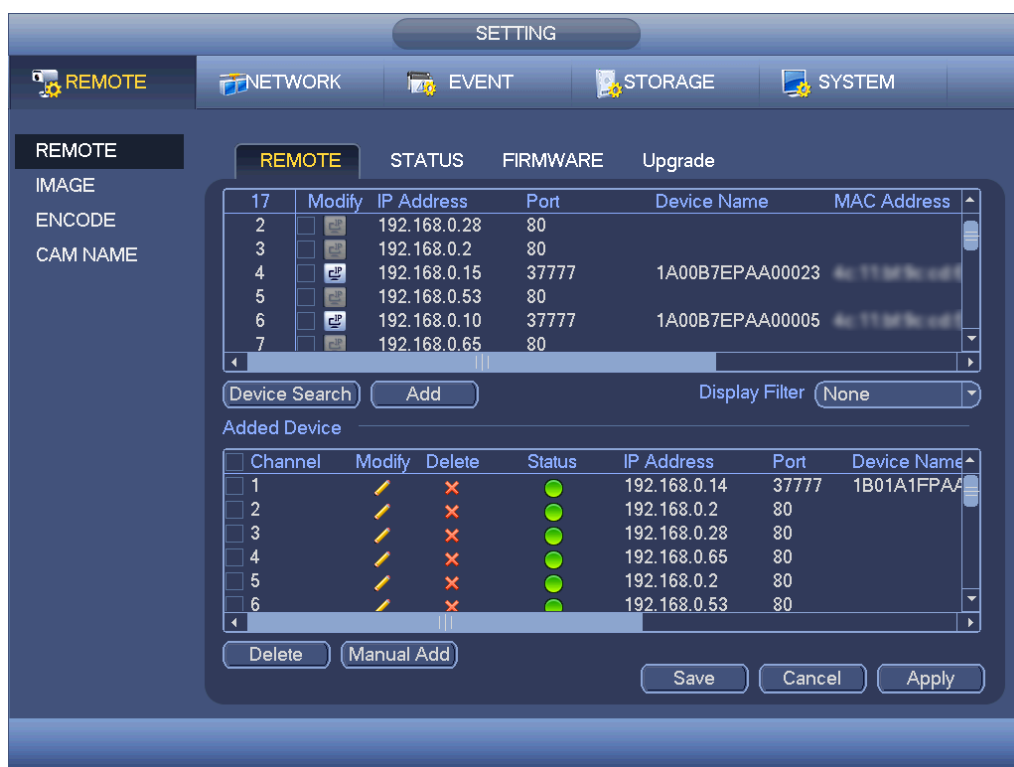 SETTING
REMOTE NETWORK EVENT STORAGE SYSTEM
REMOTE
IMAGE
ENCODE
CAM NAME
REMOTE STATUS FIRMWARE Upgrade
17 Modify IP Address Port Device Name MAC Address
2 192.168.0.28 80
3 192.168.0.2 80
4 192.168.0.15 37777 1A00B7EPAA00023
5 192.168.0.53 80
6 192.168.0.10 37777 1A00B7EPAA00005
7 192.168.0.65 80
Device Search Add Display Filter None
Added Device
Channel Modify Delete Status IP Address Port Device Name
1 192.168.0.14 37777 1B01A1FPAA
2 192.168.0.2 80
3 192.168.0.28 80
4 192.168.0.65 80
5 192.168.0.2 80
6 192.168.0.53 80
Delete Manual Add
Save Cancel Apply